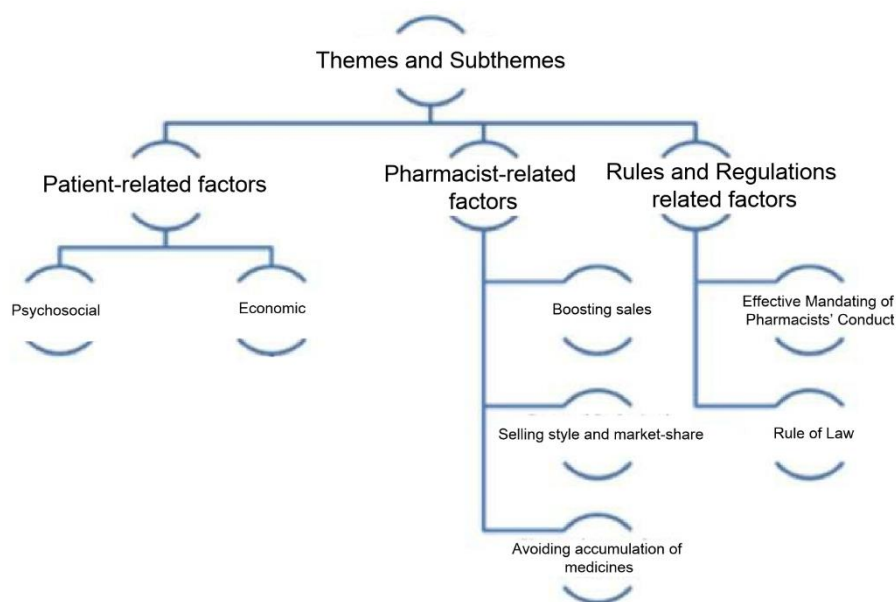 Themes and Subthemes
Patient-related factors
Pharmacist-related
factors
Rules and Regulations
related factors
Psychosocial
Economic
Boosting sales
Effective Mandating of
Pharmacists’ Conduct
Selling style and market-share
Rule of Law
Avoiding accumulation of
medicines